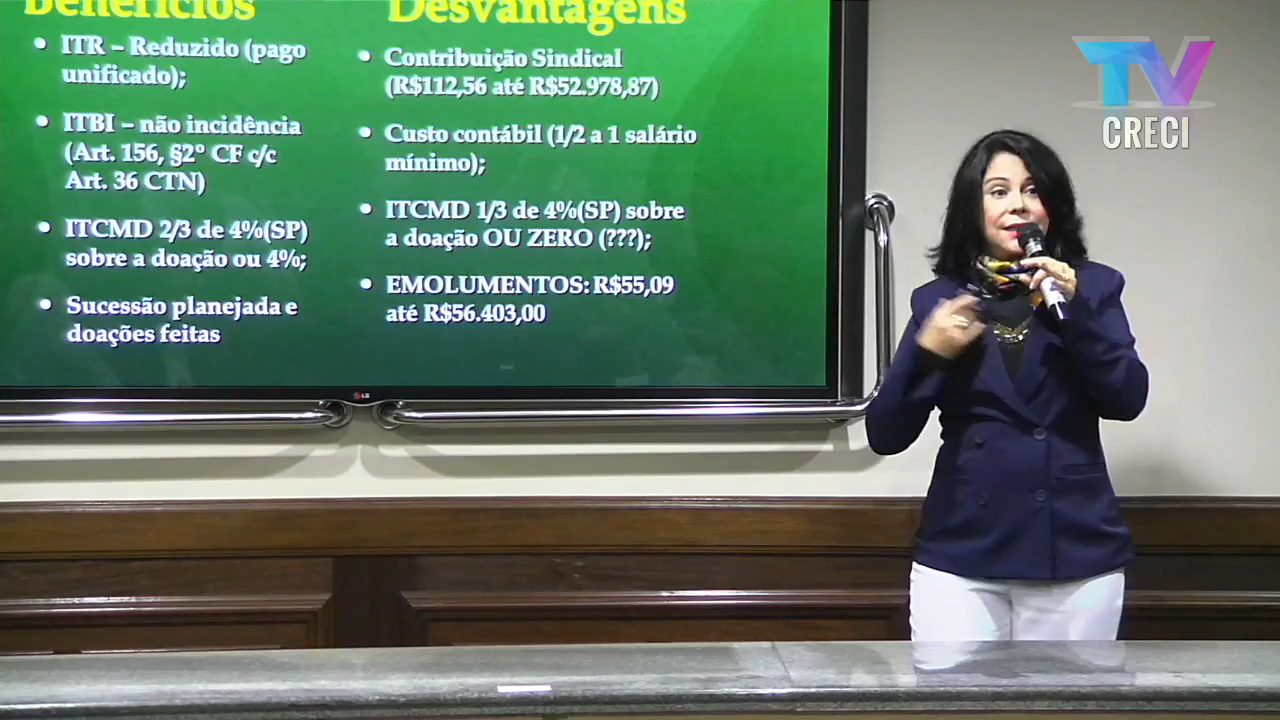 Benefícios
• ITR – Reduzido (pago
unificado);
• ITBI – não incidência
(Art. 156, §2º CF c/c
Art. 36 CTN)
• ITCMD 2/3 de 4%(SP)
sobre a doação ou 4%;
• Sucessão planejada e
doações feitas
Desvantagens
• Contribuição Sindical
(R$112,56 até R$52.978,87)
• Custo contábil (1/2 a 1 salário
mínimo);
• ITCMD 1/3 de 4%(SP) sobre
a doação OU ZERO (???);
• EMOLUMENTOS: R$55,09
até R$56.403,00
LG
TV
CRECI